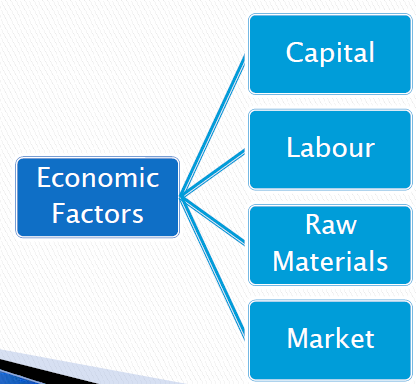 Economic
Factors
Capital
Labour
Raw
Materials
Market